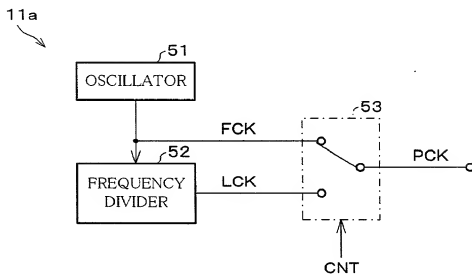 11a
51
OSCILLATOR
53
FCK
52
PCK
FREQUENCY
DIVIDER
LCK
CNT